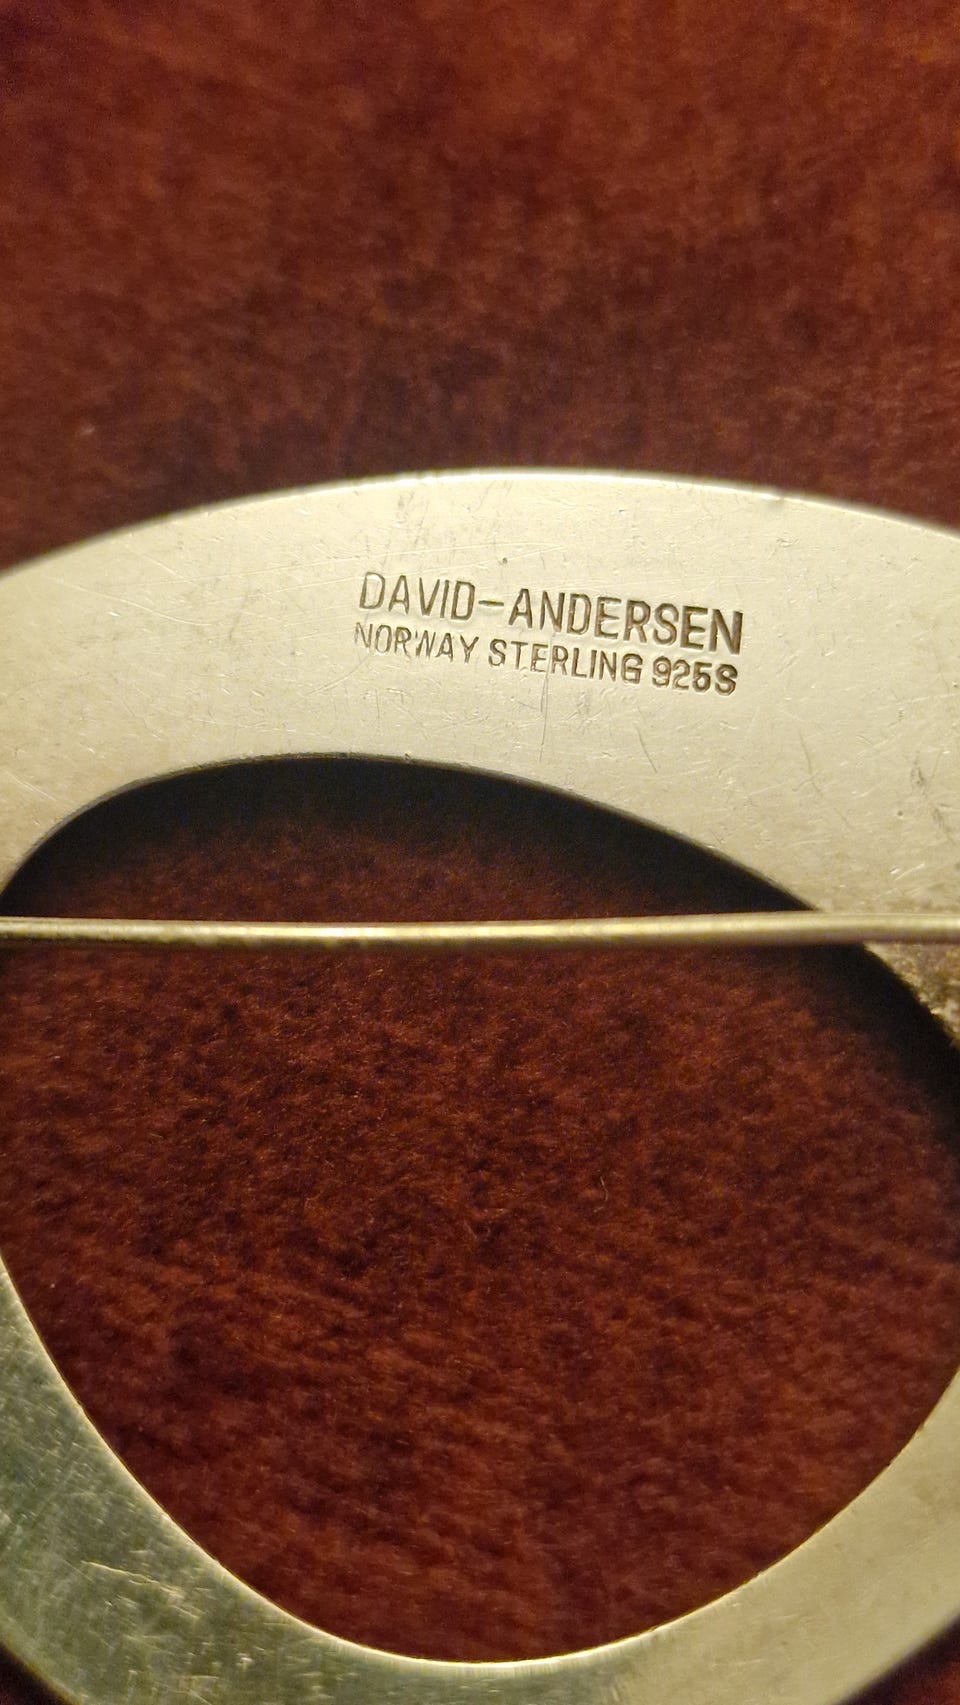 DAVID-ANDERSEN
NORWAY STERLING 925S